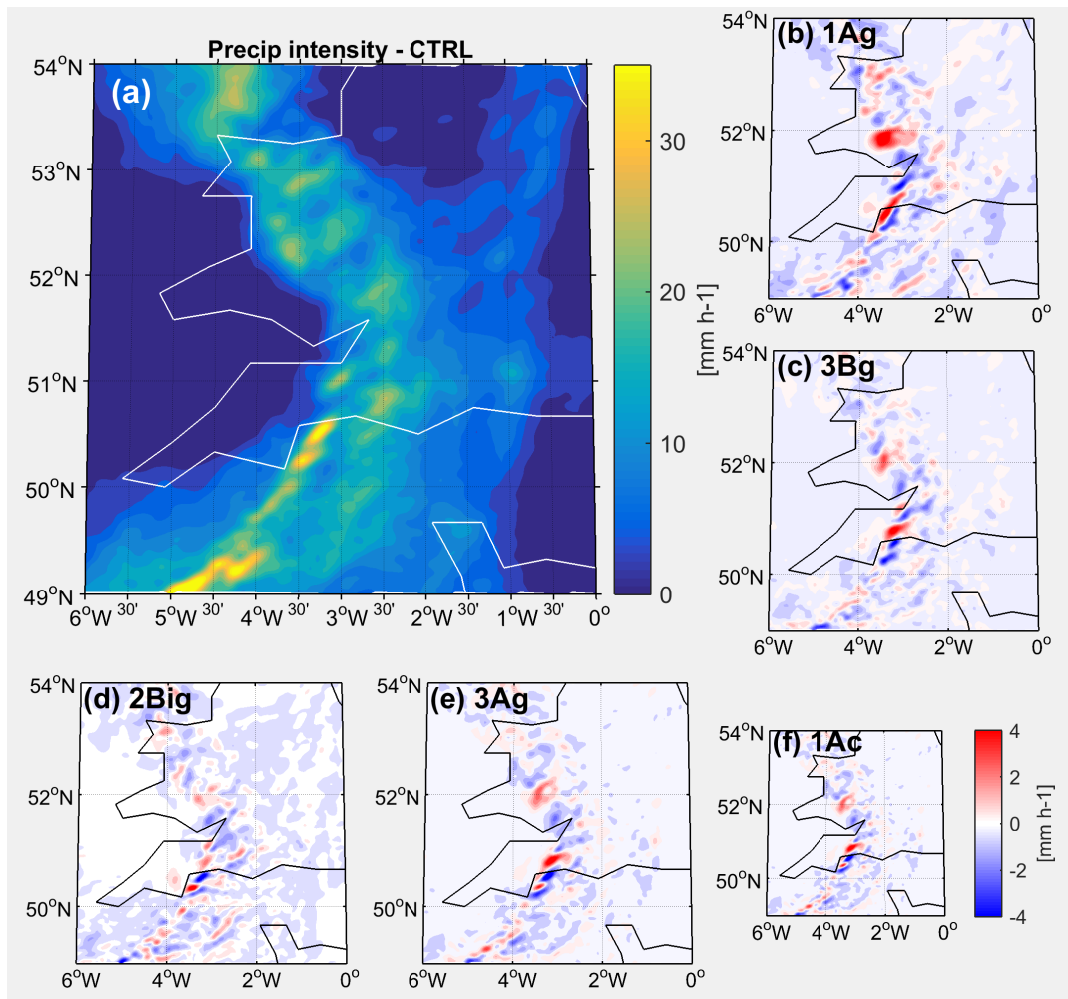 Precip intensity - CTRL
(a)
54°N
53°N
52°N
51°N
50°N
49°N
6°W 30' 5°W 30' 4°W 30' 3°W 30' 2°W 30' 1°W 30' 0°
30
20
10
0
[mm h-1]
(b) 1Ag
54°N
52°N
50°N
6°W 4°W 2°W 0°
(c) 3Bg
54°N
52°N
50°N
6°W 4°W 2°W 0°
(d) 2Big
54°N
52°N
50°N
6°W 4°W 2°W 0°
(e) 3Ag
54°N
52°N
50°N
6°W 4°W 2°W 0°
(f) 1Ac
54°N
52°N
50°N
6°W 4°W 2°W 0°
4
2
0
-2
-4
[mm h-1]